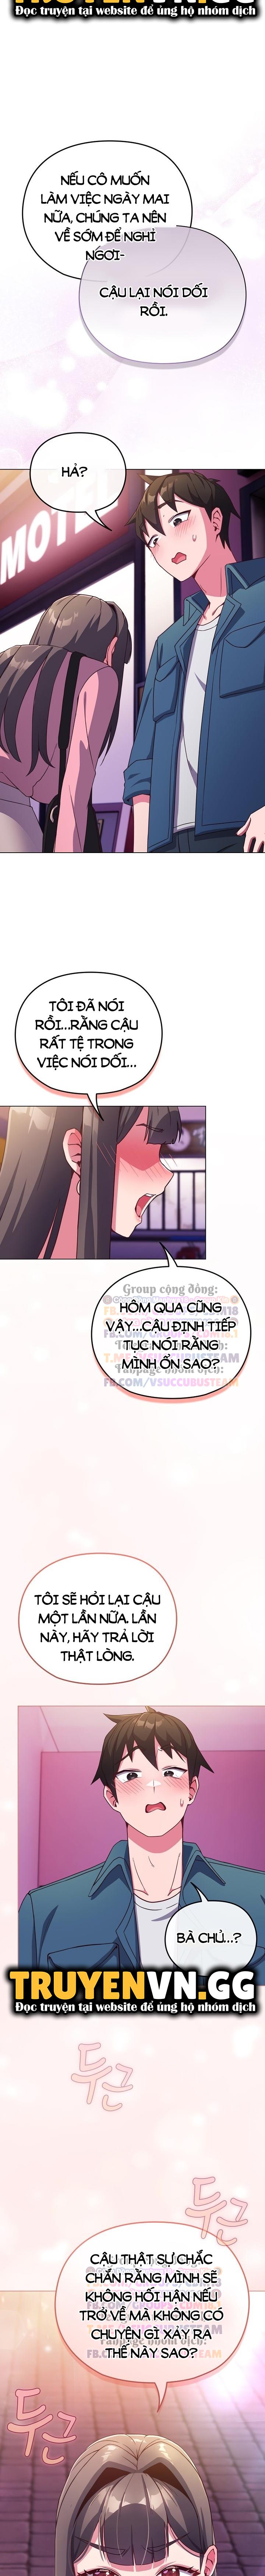 TRUYENVN.GG
Đọc truyện tại website để ủng hộ nhóm dịch
NẾU CÔ MUỐN
LÀM VIỆC NGÀY MAI
NỮA, CHÚNG TA NÊN
VỀ SỚM ĐỂ NGHỈ
NGƠI-
CẬU LẠI NÓI DỐI
RỒI.
HẢ?
MOTEL
TÔI ĐÃ NÓI
RỒI...RẰNG CẬU
RẤT TỆ TRONG
VIỆC NÓI DỐI...
Group cộng đồng:
HÔM QUA CŨNG
VẬY...CẬU ĐỊNH TIẾP
TỤC NÓI RẰNG
MÌNH ỔN SAO?
FB.COM/VSUCCUBUSTEAM
TÔI SẼ HỎI LẠI CẬU
MỘT LẦN NỮA. LẦN
NÀY, HÃY TRẢ LỜI
THẬT LÒNG.
BÀ CHỦ...?
TRUYENVN.GG
Đọc truyện tại website để ủng hộ nhóm dịch
두근
두근
CẬU THẬT SỰ CHẮC
CHẮN RẰNG MÌNH SẼ
KHÔNG HỐI HẬN NẾU
TRỞ VỀ MÀ KHÔNG CÓ
CHUYỆN GÌ XẢY RA
THẾ NÀY SAO?
두근